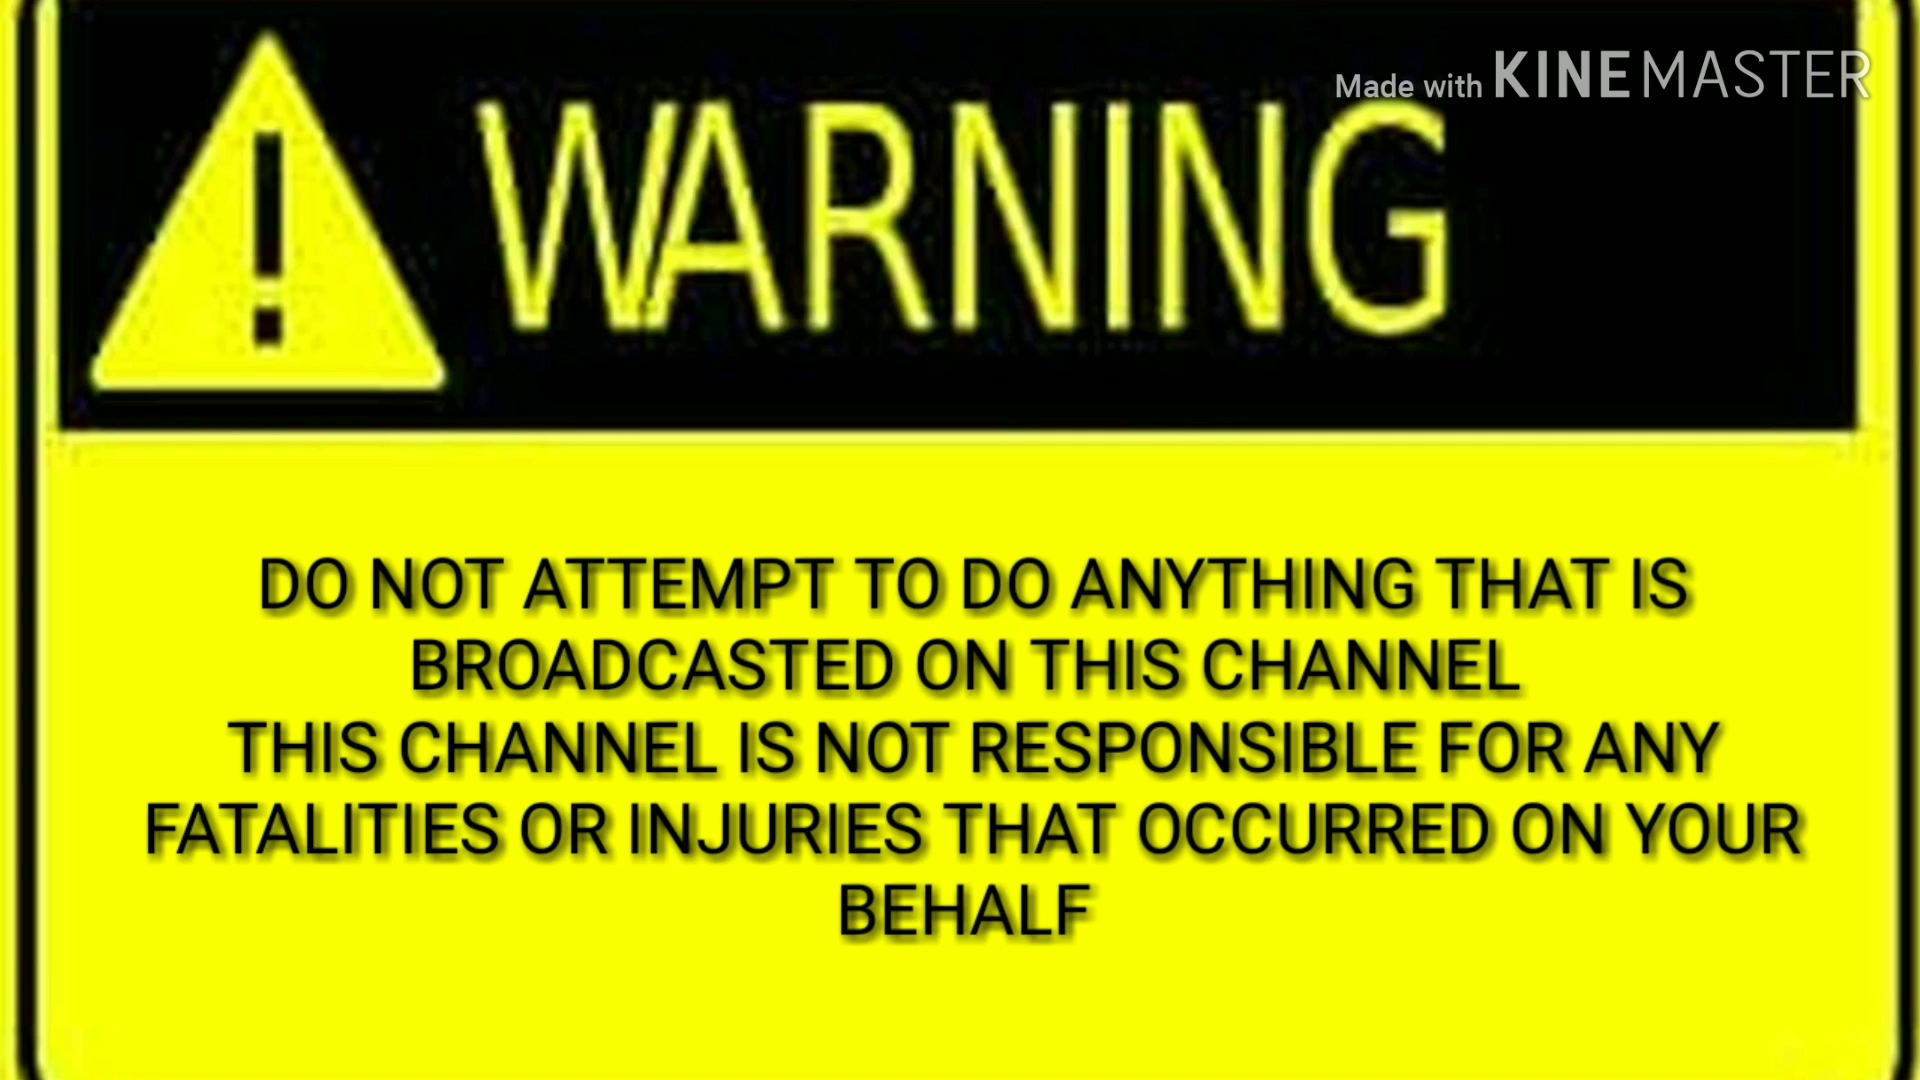 Made with KINEMASTER
WARNING
DO NOT ATTEMPT TO DO ANYTHING THAT IS
BROADCASTED ON THIS CHANNEL
THIS CHANNEL IS NOT RESPONSIBLE FOR ANY
FATALITIES OR INJURIES THAT OCCURRED ON YOUR
BEHALF